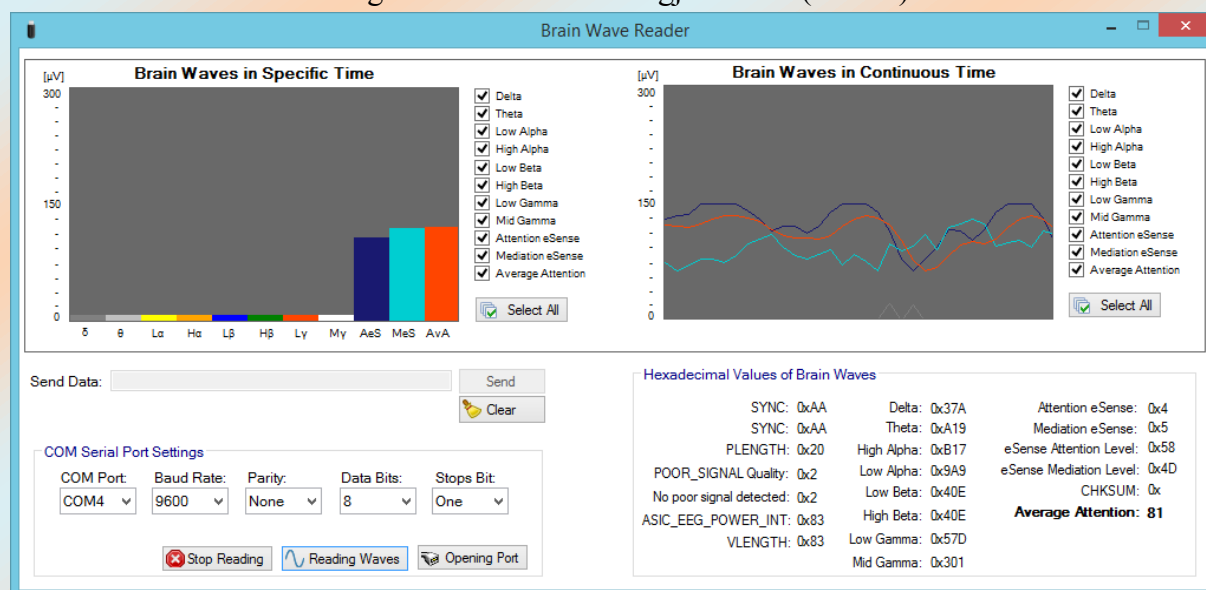 Brain Wave Reader
[µV]
Brain Waves in Specific Time
300
150
0
δ θ Lα Hα Lβ Hβ Lγ Mγ AeS MeS AvA
Delta
Theta
Low Alpha
High Alpha
Low Beta
High Beta
Low Gamma
Mid Gamma
Attention eSense
Mediation eSense
Average Attention
Select All
[µV]
Brain Waves in Continuous Time
300
150
0
Delta
Theta
Low Alpha
High Alpha
Low Beta
High Beta
Low Gamma
Mid Gamma
Attention eSense
Mediation eSense
Average Attention
Select All
Send Data:
Send
Clear
COM Serial Port Settings
COM Port: Baud Rate: Parity: Data Bits: Stops Bit:
COM4 9600 None 8 One
Stop Reading Reading Waves Opening Port
Hexadecimal Values of Brain Waves
SYNC: 0xAA
SYNC: 0xAA
PLENGTH: 0x20
POOR_SIGNAL Quality: 0x2
No poor signal detected: 0x2
ASIC_EEG_POWER_INT: 0x83
VLENGTH: 0x83
Delta: 0x37A
Theta: 0xA19
High Alpha: 0xB17
Low Alpha: 0x9A9
Low Beta: 0x40E
High Beta: 0x40E
Low Gamma: 0x57D
Mid Gamma: 0x301
Attention eSense: 0x4
Mediation eSense: 0x5
eSense Attention Level: 0x58
eSense Mediation Level: 0x4D
CHKSUM: 0x
Average Attention: 81